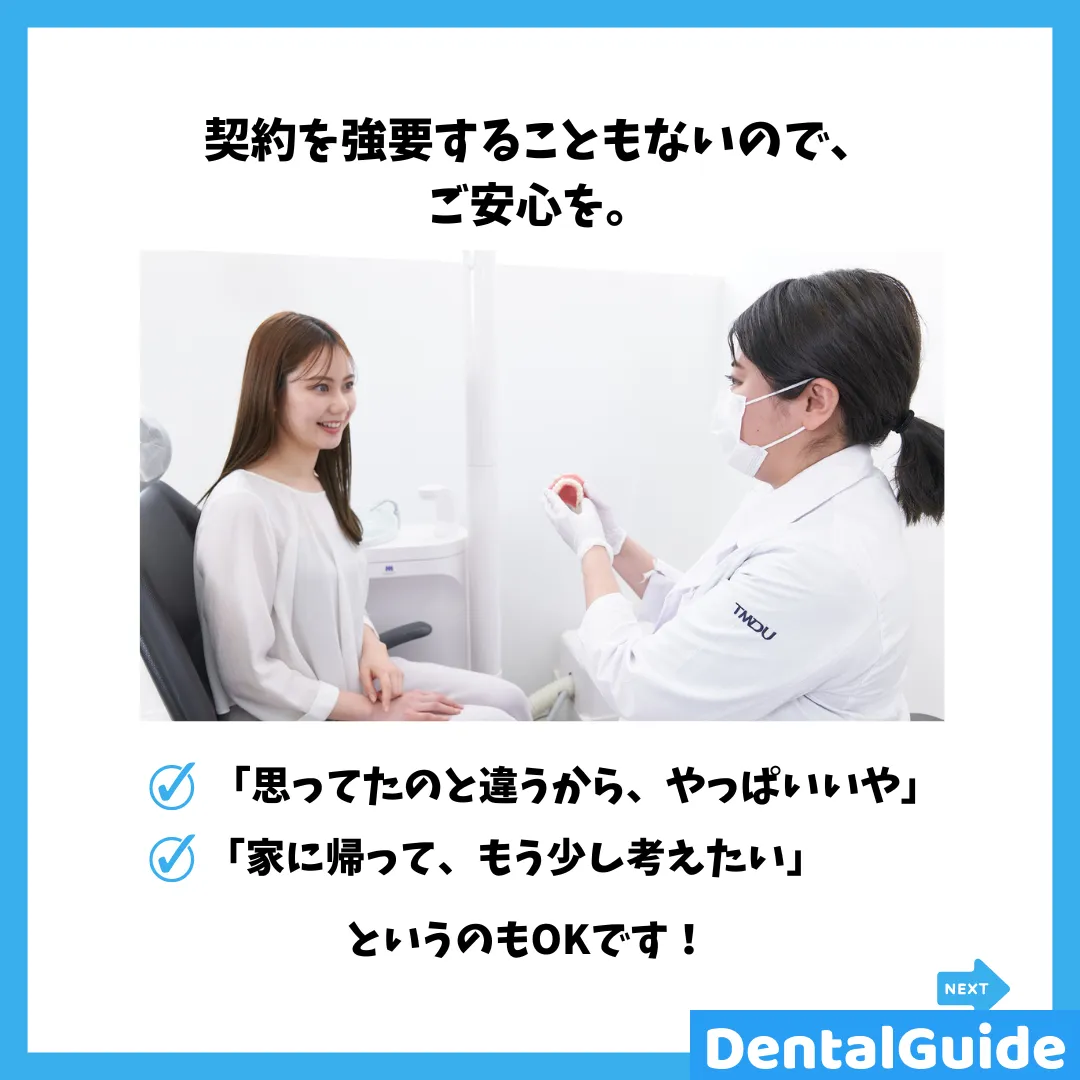 契約を強要することもないので、
ご安心を。
TMDU
「思ってたのと違うから、やっぱいいや」
「家に帰って、もう少し考えたい」
というのもOKです！
NEXT
DentalGuide